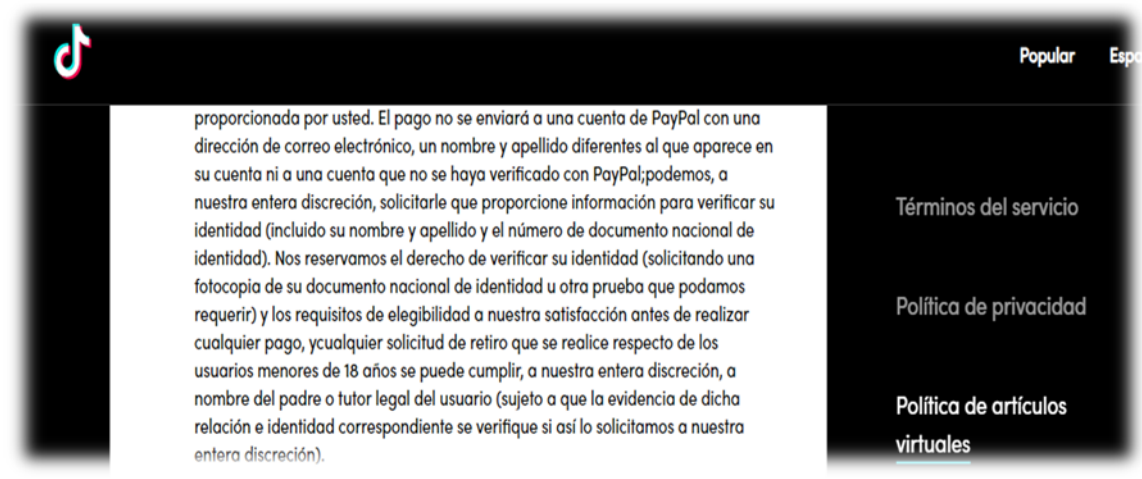 Popular
proporcionada por usted. El pago no se enviará a una cuenta de PayPal con una
dirección de correo electrónico, un nombre y apellido diferentes al que aparece en
su cuenta ni a una cuenta que no se haya verificado con PayPal;podemos, a
nuestra entera discreción, solicitarle que proporcione información para verificar su
identidad (incluido su nombre y apellido y el número de documento nacional de
identidad). Nos reservamos el derecho de verificar su identidad (solicitando una
fotocopia de su documento nacional de identidad u otra prueba que podamos
requerir) y los requisitos de elegibilidad a nuestra satisfacción antes de realizar
cualquier pago, ycualquier solicitud de retiro que se realice respecto de los
usuarios menores de 18 años se puede cumplir, a nuestra entera discreción, a
nombre del padre o tutor legal del usuario (sujeto a que la evidencia de dicha
relación e identidad correspondiente se verifique si así lo solicitamos a nuestra
entera discreción).
Términos del servicio
Política de privacidad
Política de artículos
virtuales